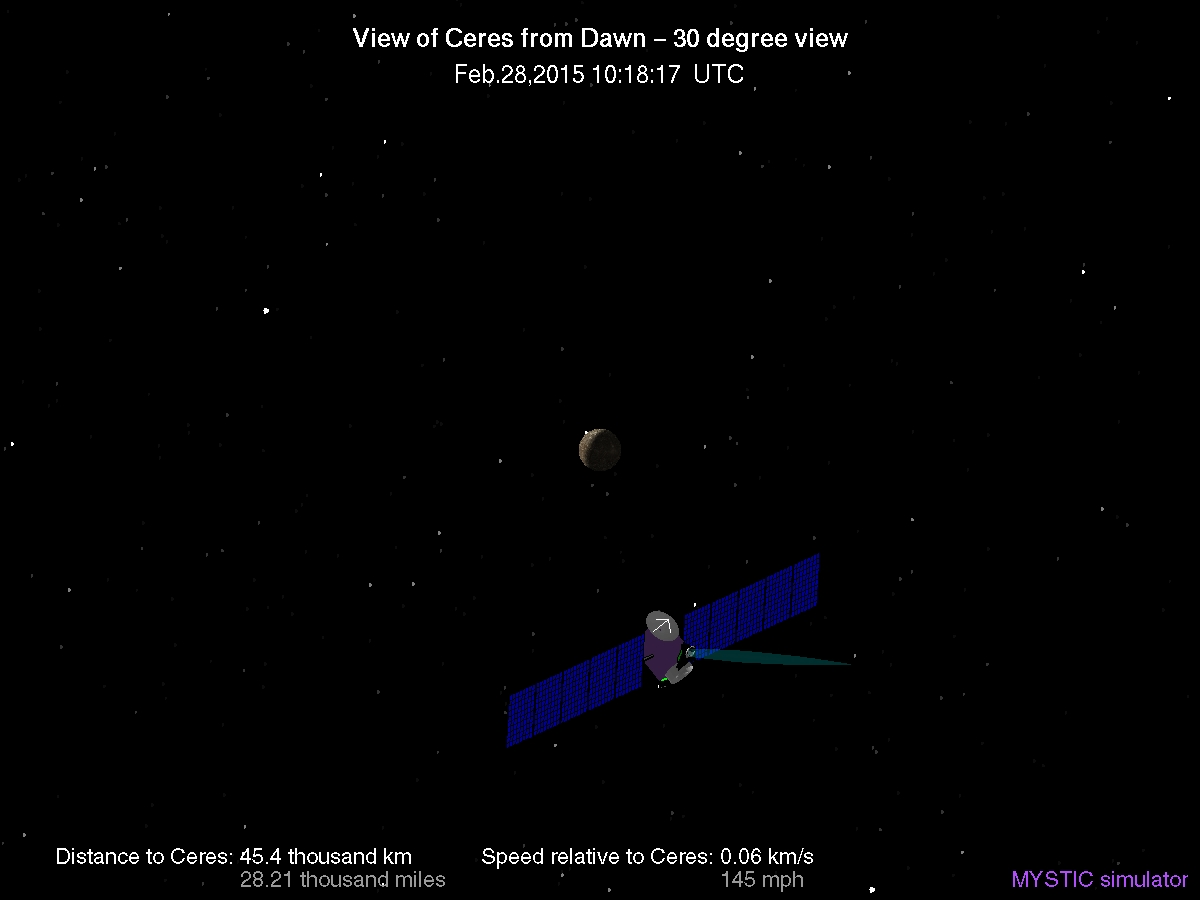 View of Ceres from Dawn – 30 degree view
Feb.28,2015 10:18:17 UTC
Distance to Ceres: 45.4 thousand km
28.21 thousand miles
Speed relative to Ceres: 0.06 km/s
145 mph
MYSTIC simulator